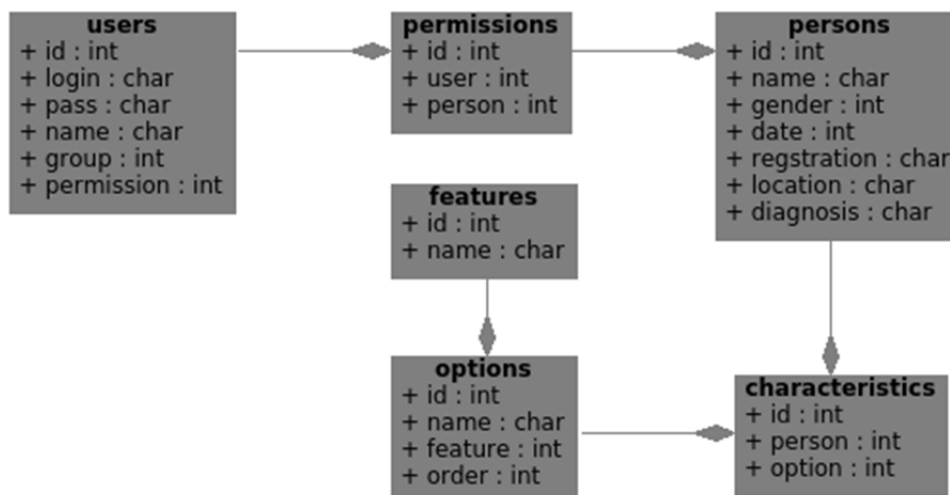 users
+ id : int
+ login : char
+ pass : char
+ name : char
+ group : int
+ permission : int
permissions
+ id : int
+ user : int
+ person : int
persons
+ id : int
+ name : char
+ gender : int
+ date : int
+ regstration : char
+ location : char
+ diagnosis : char
features
+ id : int
+ name : char
options
+ id : int
+ name : char
+ feature : int
+ order : int
characteristics
+ id : int
+ person : int
+ option : int